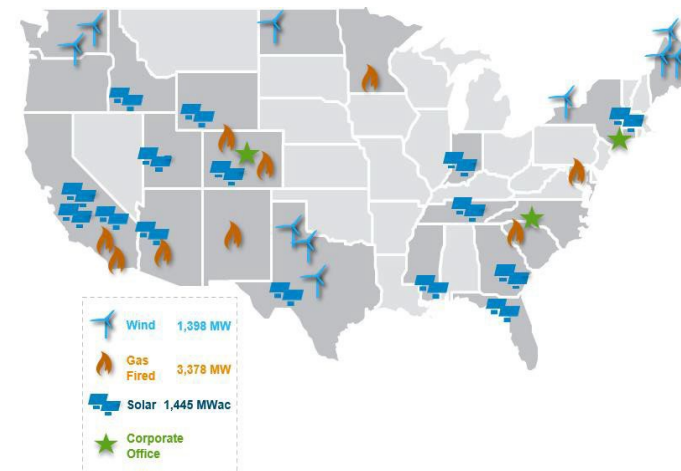 Wind 1,398 MW
Gas
Fired 3,378 MW
Solar 1,445 MWac
Corporate
Office